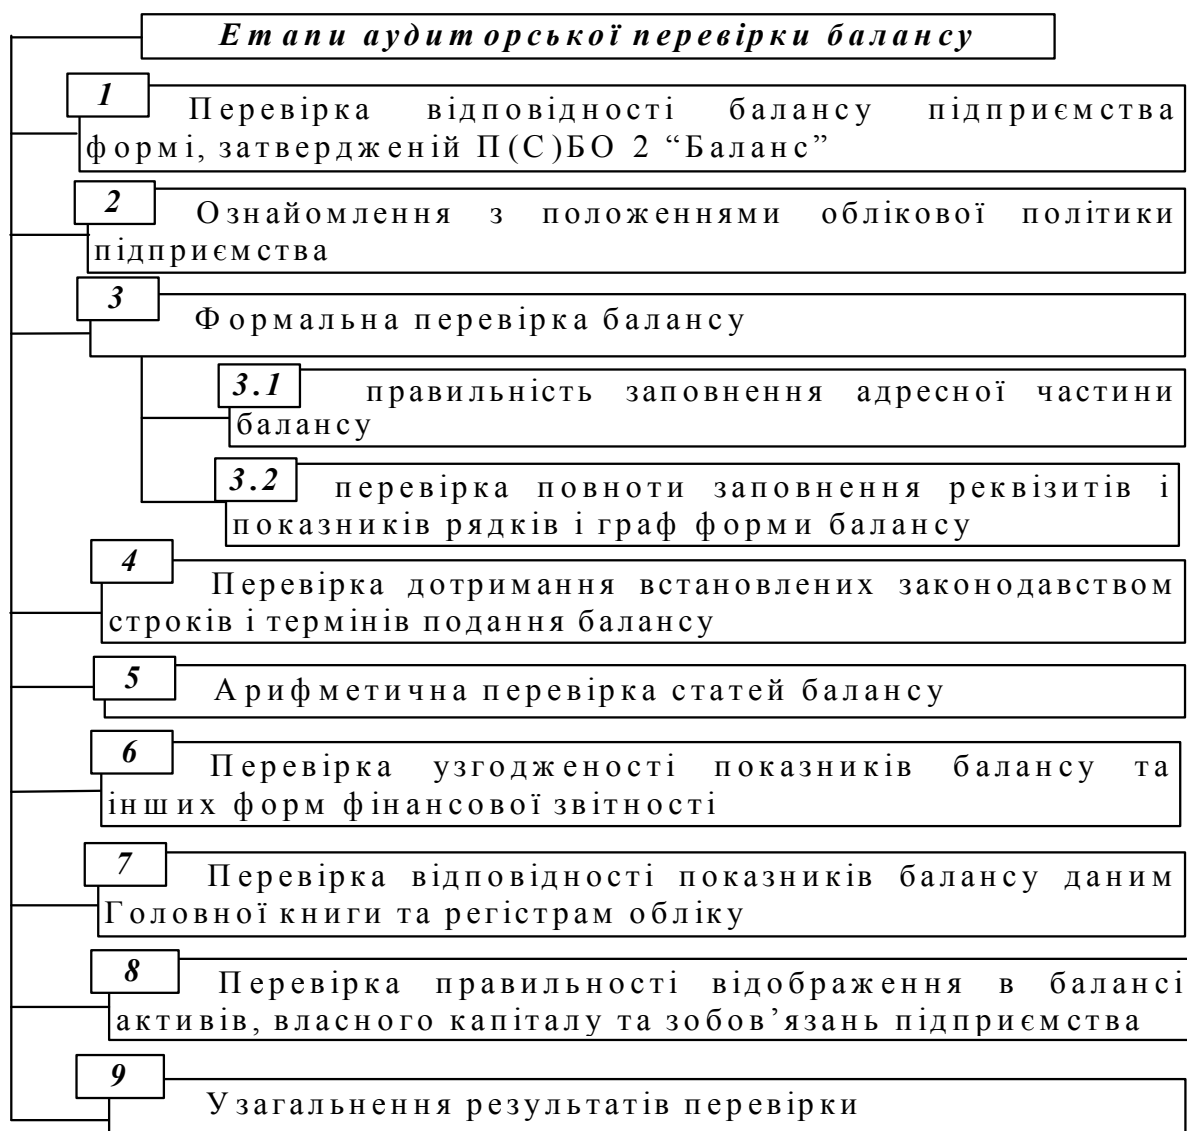 Етапи аудиторської перевірки балансу
1
Перевірка відповідності балансу підприємства
формі, затвердженій П(С)БО 2 “Баланс”
2
Ознайомлення з положеннями облікової політики
підприємства
3
Формальна перевірка балансу
3.1
правильність заповнення адресної частини
балансу
3.2
перевірка повноти заповнення реквізитів і
показників рядків і граф форми балансу
4
Перевірка дотримання встановлених законодавством
строків і термінів подання балансу
5
Арифметична перевірка статей балансу
6
Перевірка узгодженості показників балансу та
інших форм фінансової звітності
7
Перевірка відповідності показників балансу даним
Головної книги та регістрам обліку
8
Перевірка правильності відображення в балансі
активів, власного капіталу та зобов’язань підприємства
9
Узагальнення результатів перевірки